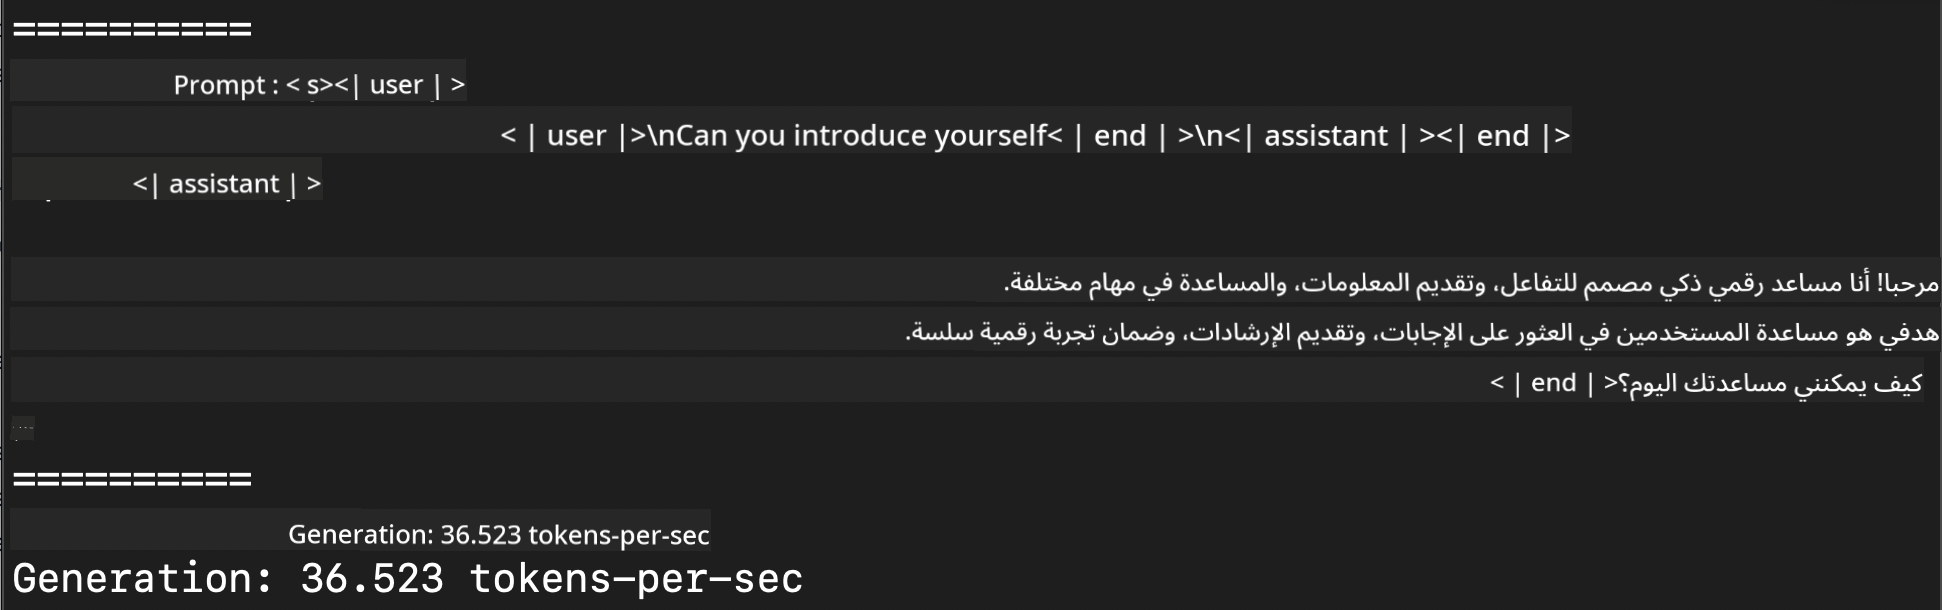 ==========
Prompt : < s><| user | >
< | user |>\nCan you introduce yourself< | end | >\n<| assistant | ><| end |>
<| assistant | >
مرحبا! أنا مساعد رقمي ذكي مصمم للتفاعل، وتقديم المعلومات، والمساعدة في مهام مختلفة.
هدفي هو مساعدة المستخدمين في العثور على الإجابات، وتقديم الإرشادات، وضمان تجربة رقمية سلسة.
كيف يمكنني مساعدتك اليوم؟< | end | >
==========
Generation: 36.523 tokens-per-sec
Generation: 36.523 tokens-per-sec